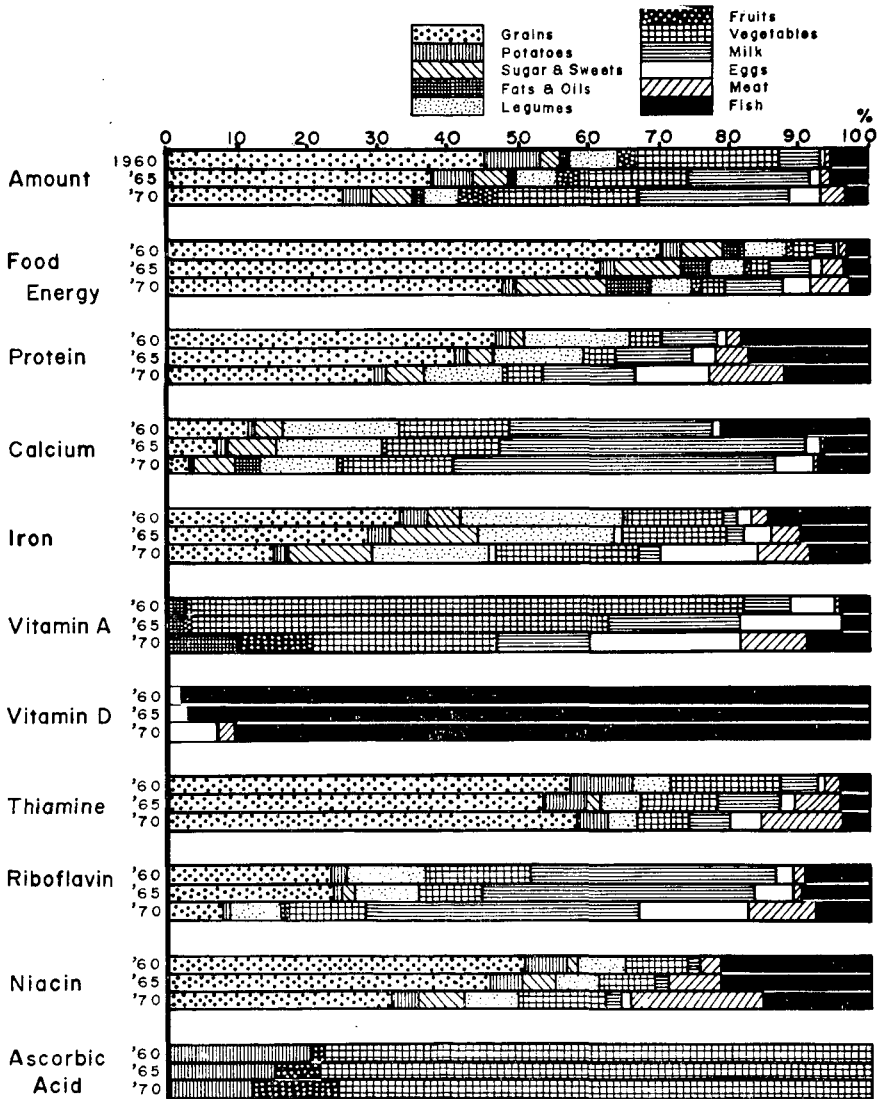 Grains
Potatoes
Sugar & Sweets
Fats & Oils
Legumes
Fruits
Vegetables
Milk
Eggs
Meat
Fish
%
0 10 20 30 40 50 60 70 80 90 100
Amount
1960
'65
'70
Food Energy
'60
'65
'70
Protein
'60
'65
'70
Calcium
'60
'65
'70
Iron
'60
'65
'70
Vitamin A
'60
'65
'70
Vitamin D
'60
'65
'70
Thiamine
'60
'65
'70
Riboflavin
'60
'65
'70
Niacin
'60
'65
'70
Ascorbic Acid
'60
'65
'70